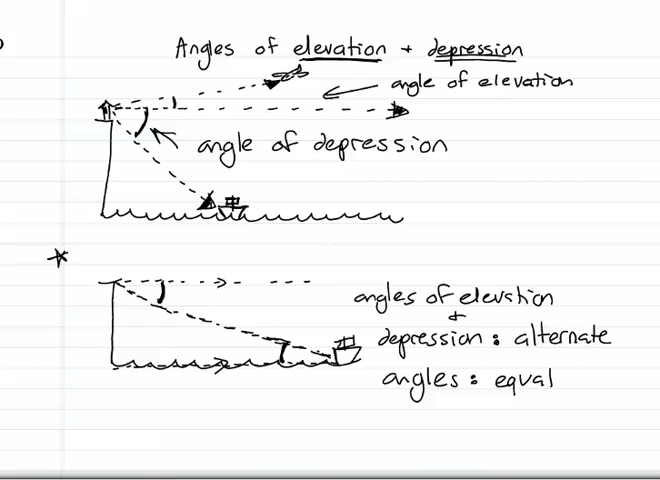 Angles of elevation + depression
angle of elevation
angle of depression
angles of elevation
+
depression : alternate
angles : equal